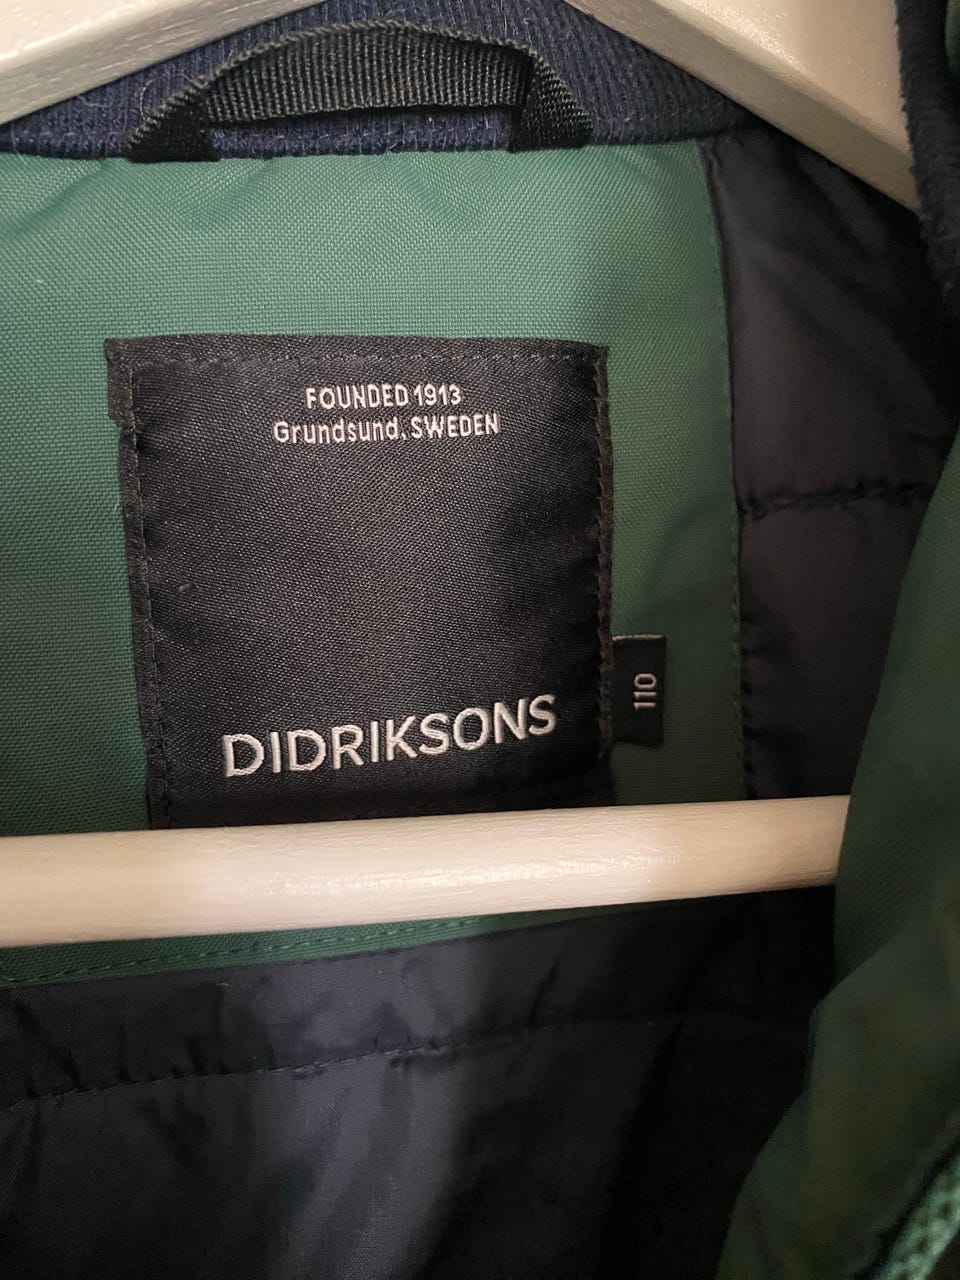 FOUNDED 1913
Grundsund, SWEDEN
DIDRIKSONS
110